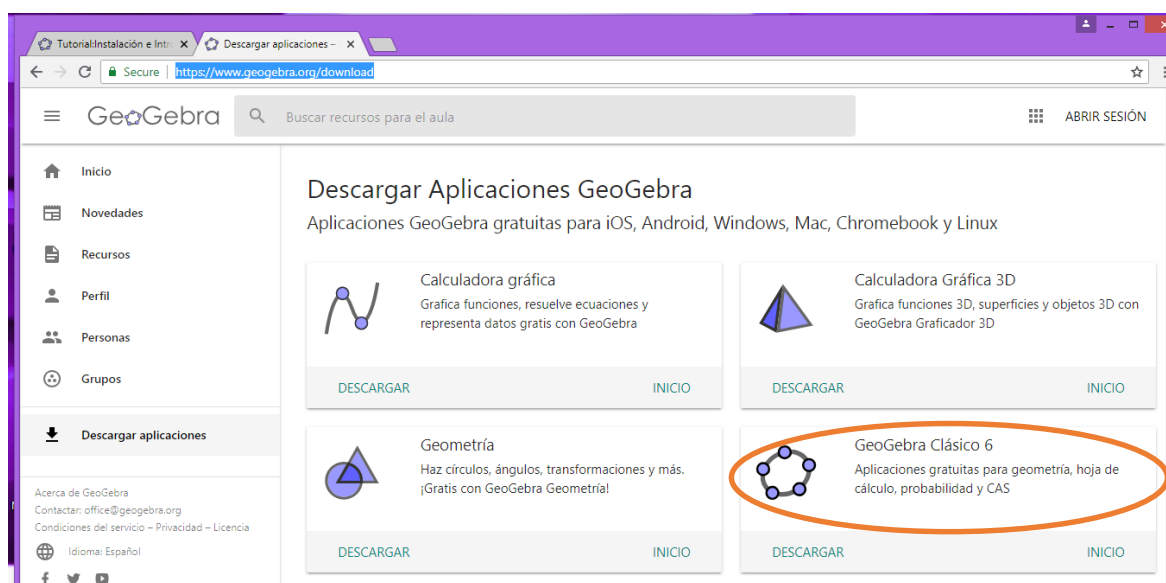 Tutorial:Instalación e Intro
Descargar aplicaciones –
Secure
https://www.geogebra.org/download
GeoGebra
Buscar recursos para el aula
ABRIR SESIÓN
Inicio
Novedades
Recursos
Perfil
Personas
Grupos
Descargar aplicaciones
Acerca de GeoGebra
Contactar: office@geogebra.org
Condiciones del servicio – Privacidad – Licencia
Idioma: Español
Descargar Aplicaciones GeoGebra
Aplicaciones GeoGebra gratuitas para iOS, Android, Windows, Mac, Chromebook y Linux
Calculadora gráfica
Grafica funciones, resuelve ecuaciones y
representa datos gratis con GeoGebra
DESCARGAR
INICIO
Calculadora Gráfica 3D
Grafica funciones 3D, superficies y objetos 3D con
GeoGebra Graficador 3D
DESCARGAR
INICIO
Geometría
Haz círculos, ángulos, transformaciones y más.
¡Gratis con GeoGebra Geometría!
DESCARGAR
INICIO
GeoGebra Clásico 6
Aplicaciones gratuitas para geometría, hoja de
cálculo, probabilidad y CAS
DESCARGAR
INICIO